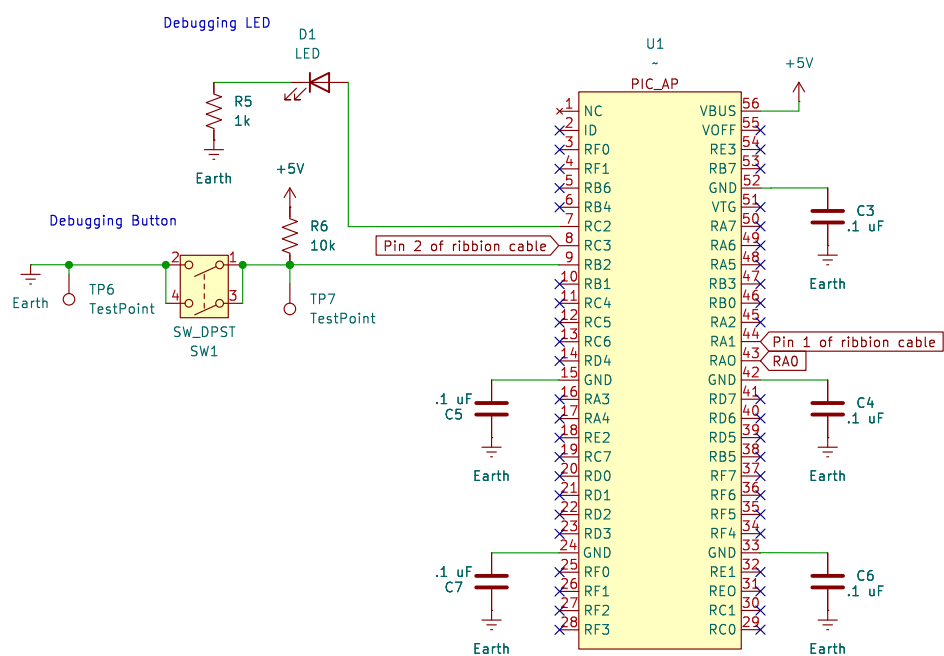 Debugging LED
D1
LED
R5
1k
Earth
+5V
R6
10k
Debugging Button
Pin 2 of ribbion cable
2
1
4
3
SW_DPST
SW1
Earth
TP6
TestPoint
TP7
TestPoint
U1
~
PIC_AP
1 NC
2 ID
3 RF0
4 RF1
5 RB6
6 RB4
7 RC2
8 RC3
9 RB2
10 RB1
11 RC4
12 RC5
13 RC6
14 RD4
15 GND
16 RA3
17 RA4
18 RE2
19 RC7
20 RD0
21 RD1
22 RD2
23 RD3
24 GND
25 RF0
26 RF1
27 RF2
28 RF3
VBUS 56
VOFF 55
RE3 54
RB7 53
GND 52
VTG 51
RA7 50
RA6 49
RA5 48
RB3 47
RB0 46
RA2 45
RA1 44
RA0 43
GND 42
RD7 41
RD6 40
RD5 39
RB5 38
RF7 37
RF6 36
RF5 35
RF4 34
GND 33
RE1 32
RE0 31
RC1 30
RC0 29
+5V
C3
.1 uF
Earth
Pin 1 of ribbion cable
RA0
C4
.1 uF
Earth
C6
.1 uF
Earth
.1 uF
C5
Earth
.1 uF
C7
Earth